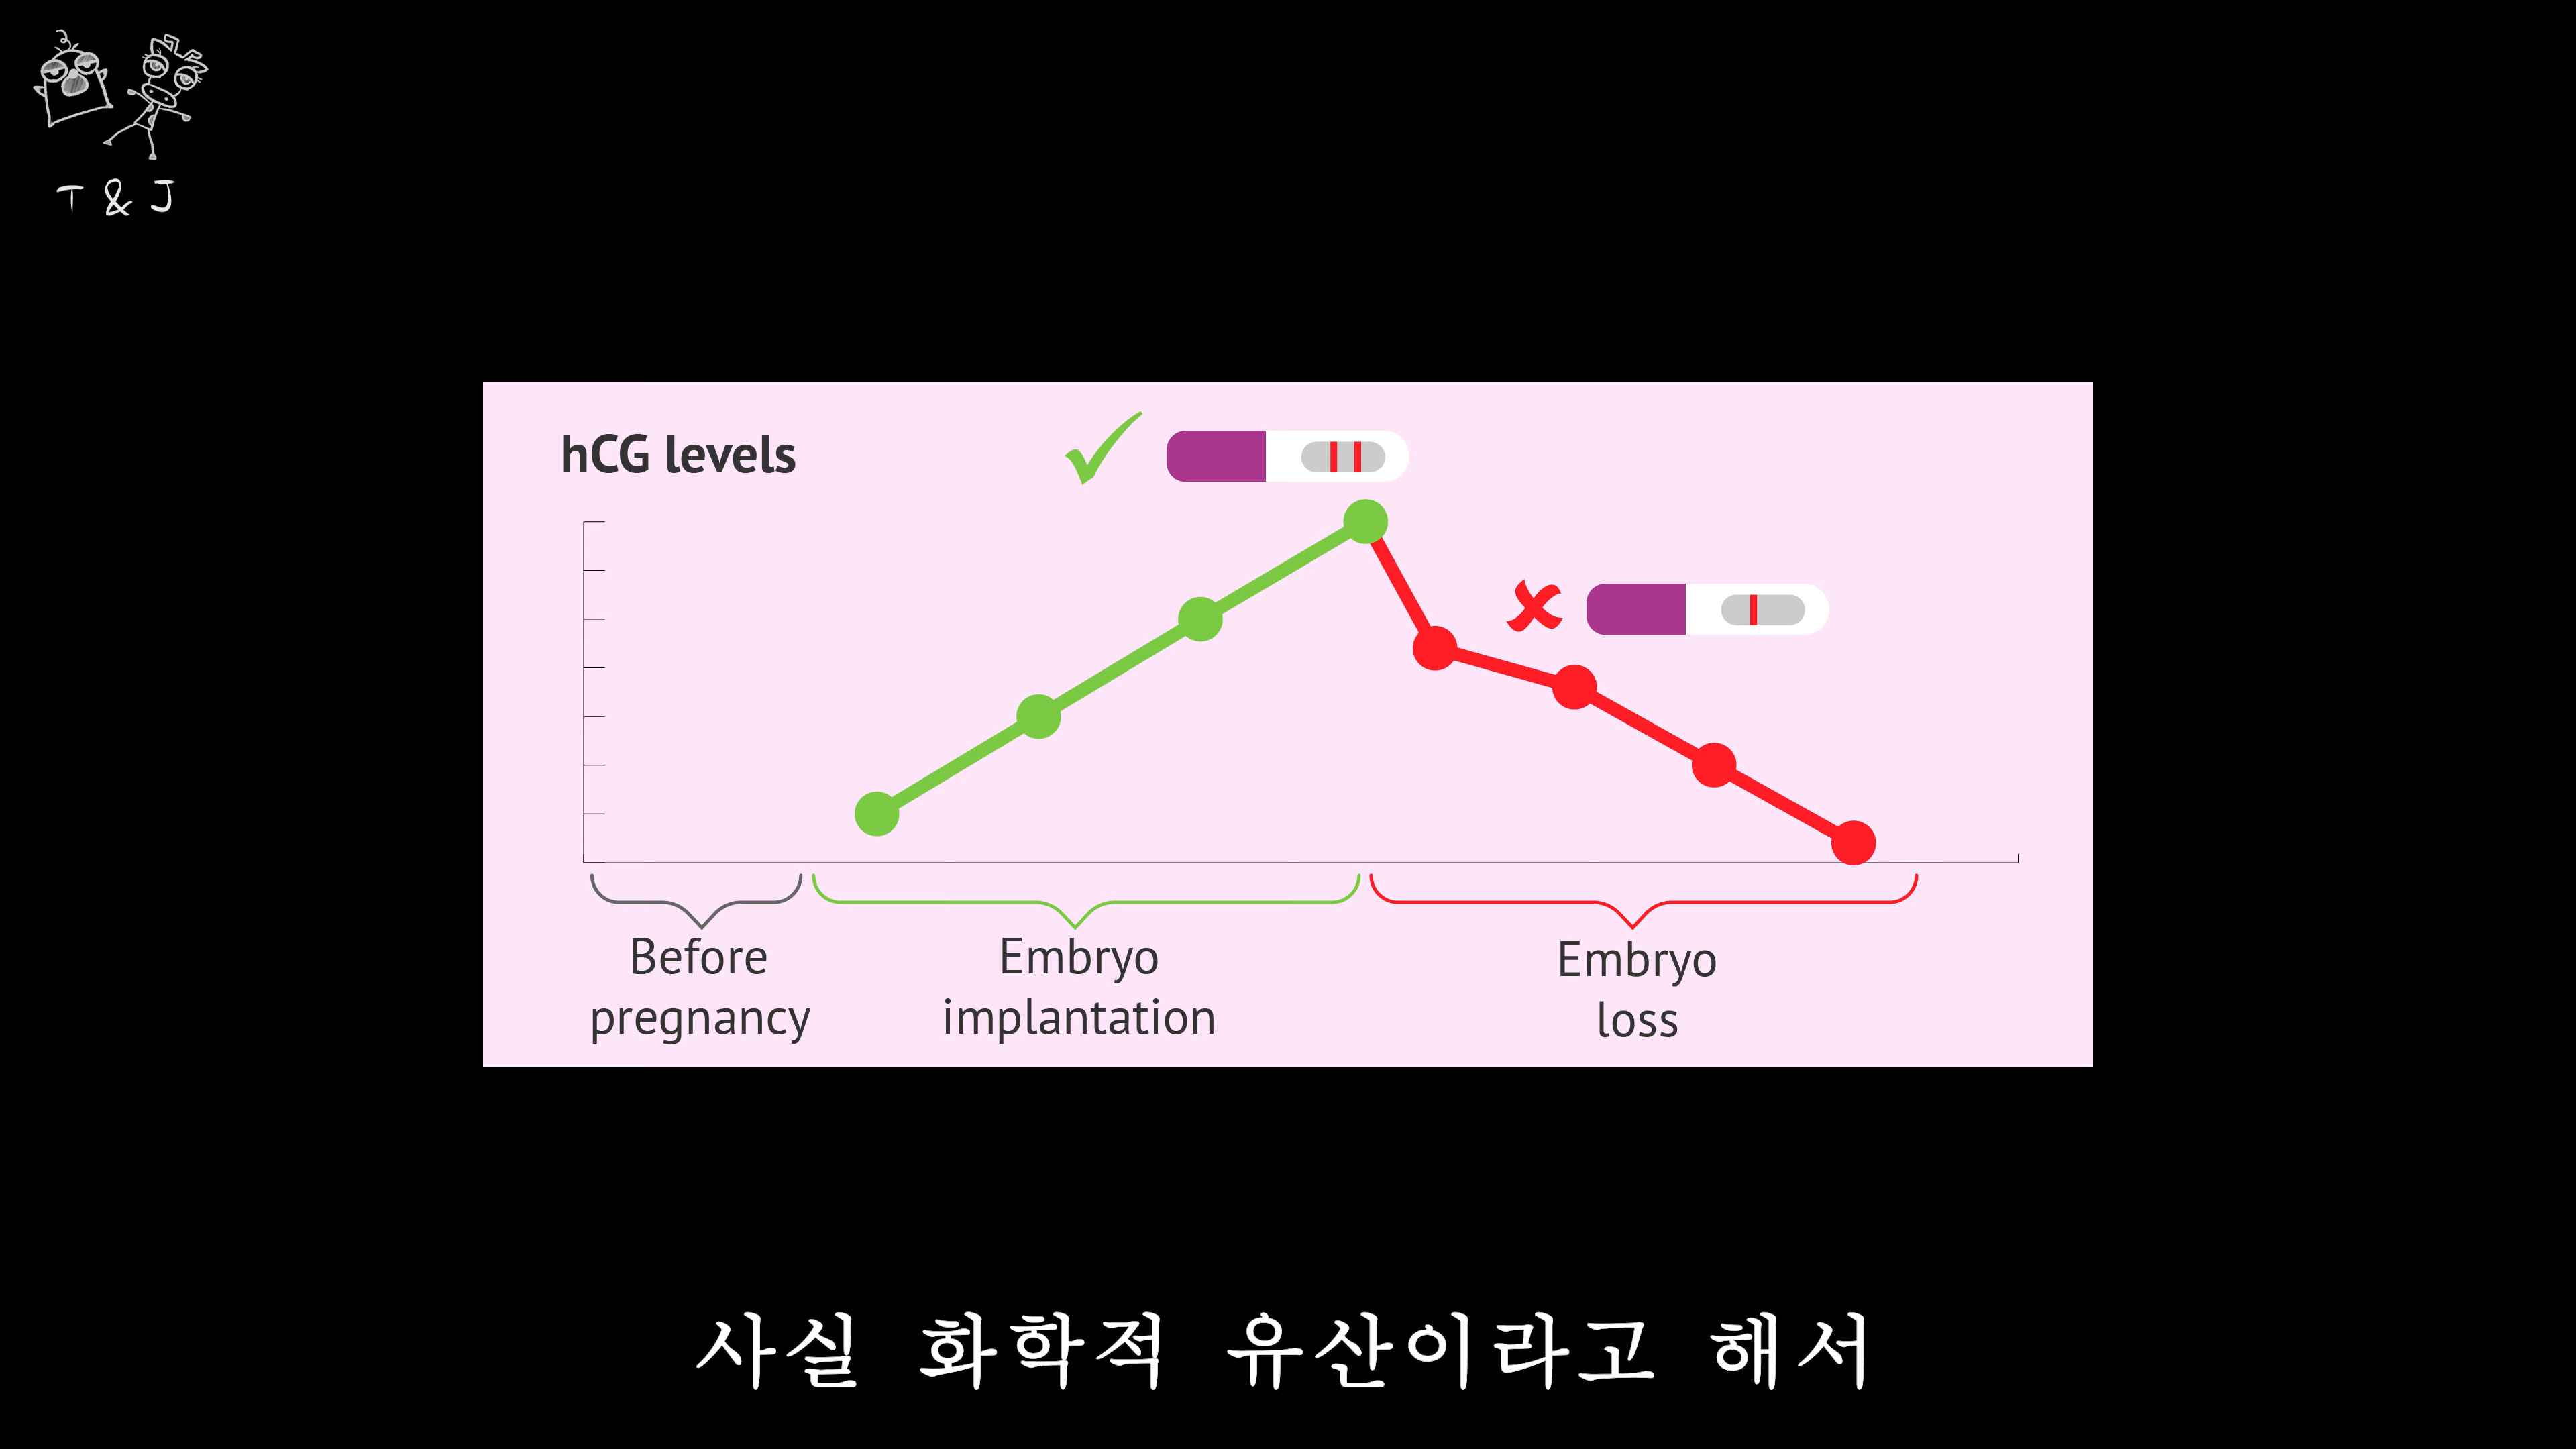 T & J
hCG levels
Before
pregnancy
Embryo
implantation
Embryo
loss
사실 화학적 유산이라고 해서